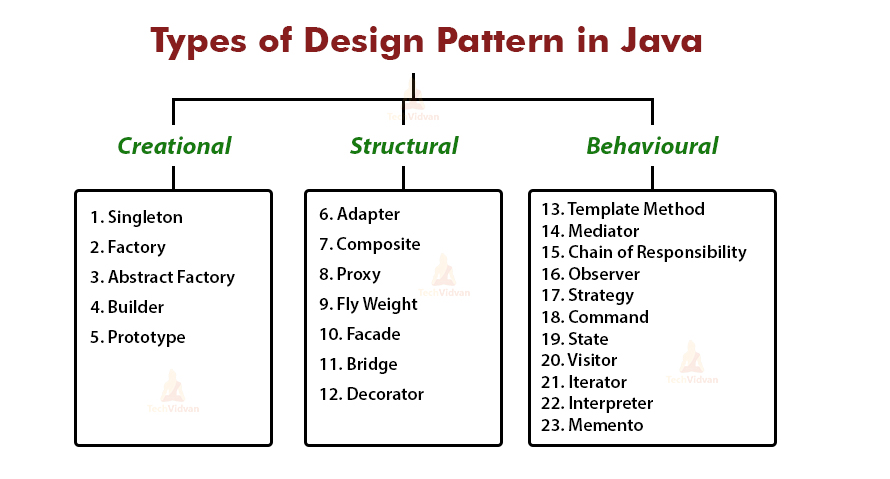 Types of Design Pattern in Java
TechVidvan
Creational
Structural
Behavioural
1. Singleton
2. Factory
3. Abstract Factory
4. Builder
5. Prototype
TechVidvan
6. Adapter
7. Composite
8. Proxy
9. Fly Weight
10. Facade
11. Bridge
12. Decorator
TechVidvan
13. Template Method
14. Mediator
15. Chain of Responsibility
16. Observer
17. Strategy
18. Command
19. State
20. Visitor
21. Iterator
22. Interpreter
23. Memento
TechVidvan